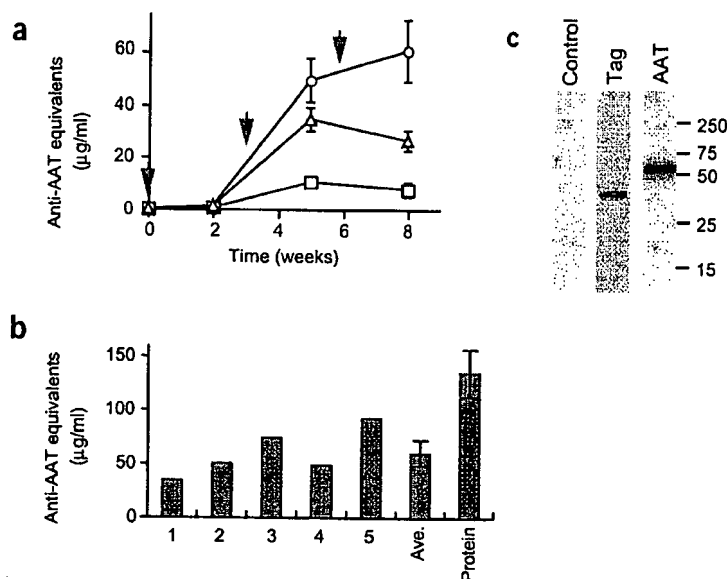 a
Anti-AAT equivalents
(µg/ml)
60
40
20
0
0
2
4
6
8
Time (weeks)
b
Anti-AAT equivalents
(µg/ml)
150
100
50
0
1
2
3
4
5
Ave.
Protein
c
Control
Tag
AAT
250
75
50
25
15